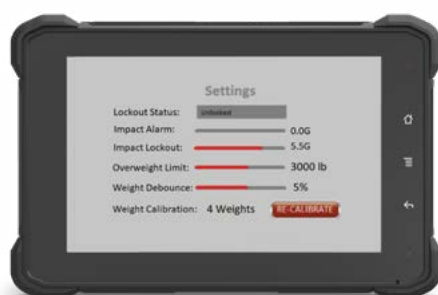 Settings
Lockout Status: Unlocked
Impact Alarm: 0.0G
Impact Lockout: 5.5G
Overweight Limit: 3000 lb
Weight Debounce: 5%
Weight Calibration: 4 Weights RE-CALIBRATE